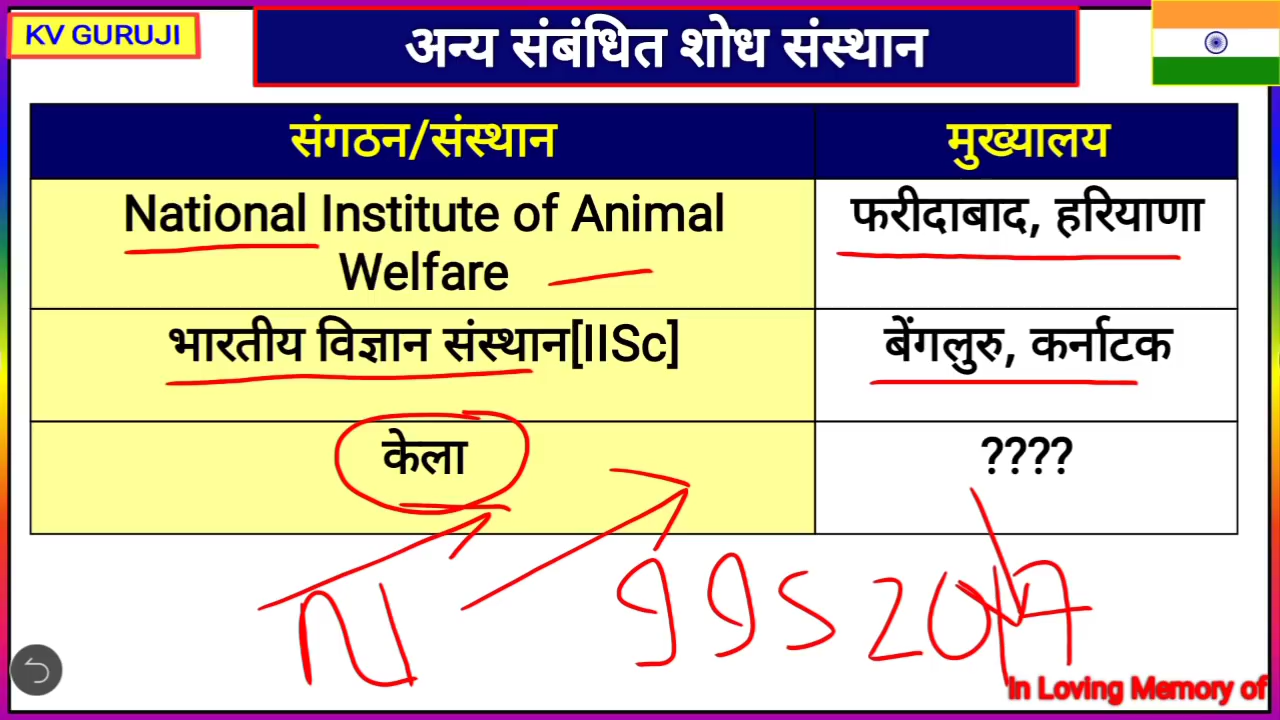 KV GURUJI
अन्य संबंधित शोध संस्थान
संगठन/संस्थान
मुख्यालय
National Institute of Animal
Welfare
फरीदाबाद, हरियाणा
भारतीय विज्ञान संस्थान[IISc]
बेंगलुरु, कर्नाटक
केला
????
In Loving Memory of